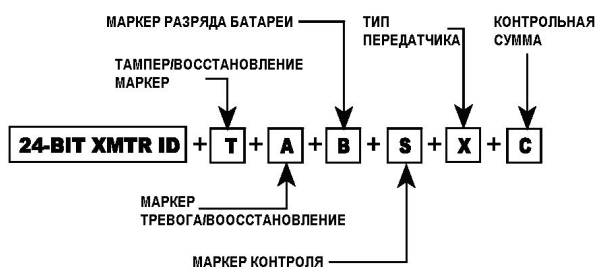 МАРКЕР РАЗРЯДА БАТАРЕИ
ТИП
ПЕРЕДАТЧИКА
КОНТРОЛЬНАЯ
СУММА
ТАМПЕР/ВОССТАНОВЛЕНИЕ
МАРКЕР
24-BIT XMTR ID + T + A + B + S + X + C
МАРКЕР
ТРЕВОГА/ВООССТАНОВЛЕНИЕ
МАРКЕР КОНТРОЛЯ